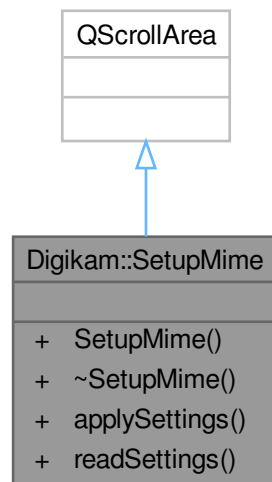 QScrollArea
Digikam::SetupMime
+ SetupMime()
+ ~SetupMime()
+ applySettings()
+ readSettings()